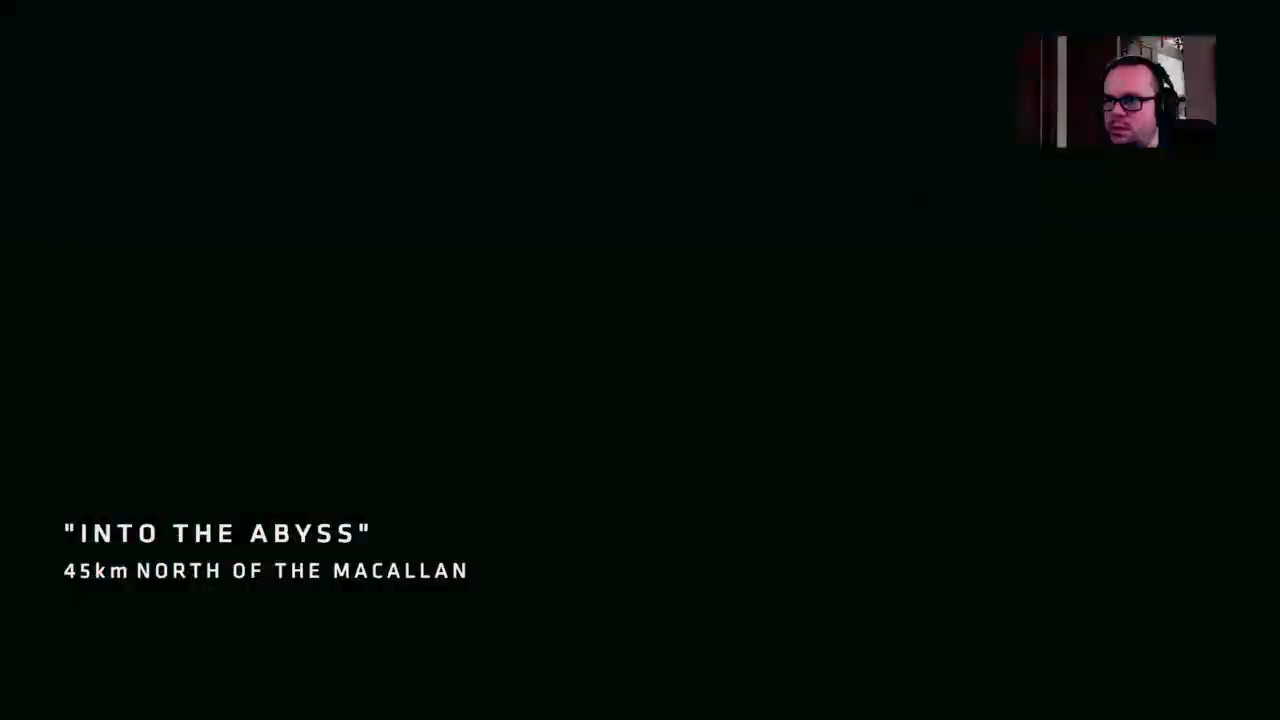 "INTO THE ABYSS"
45km NORTH OF THE MACALLAN